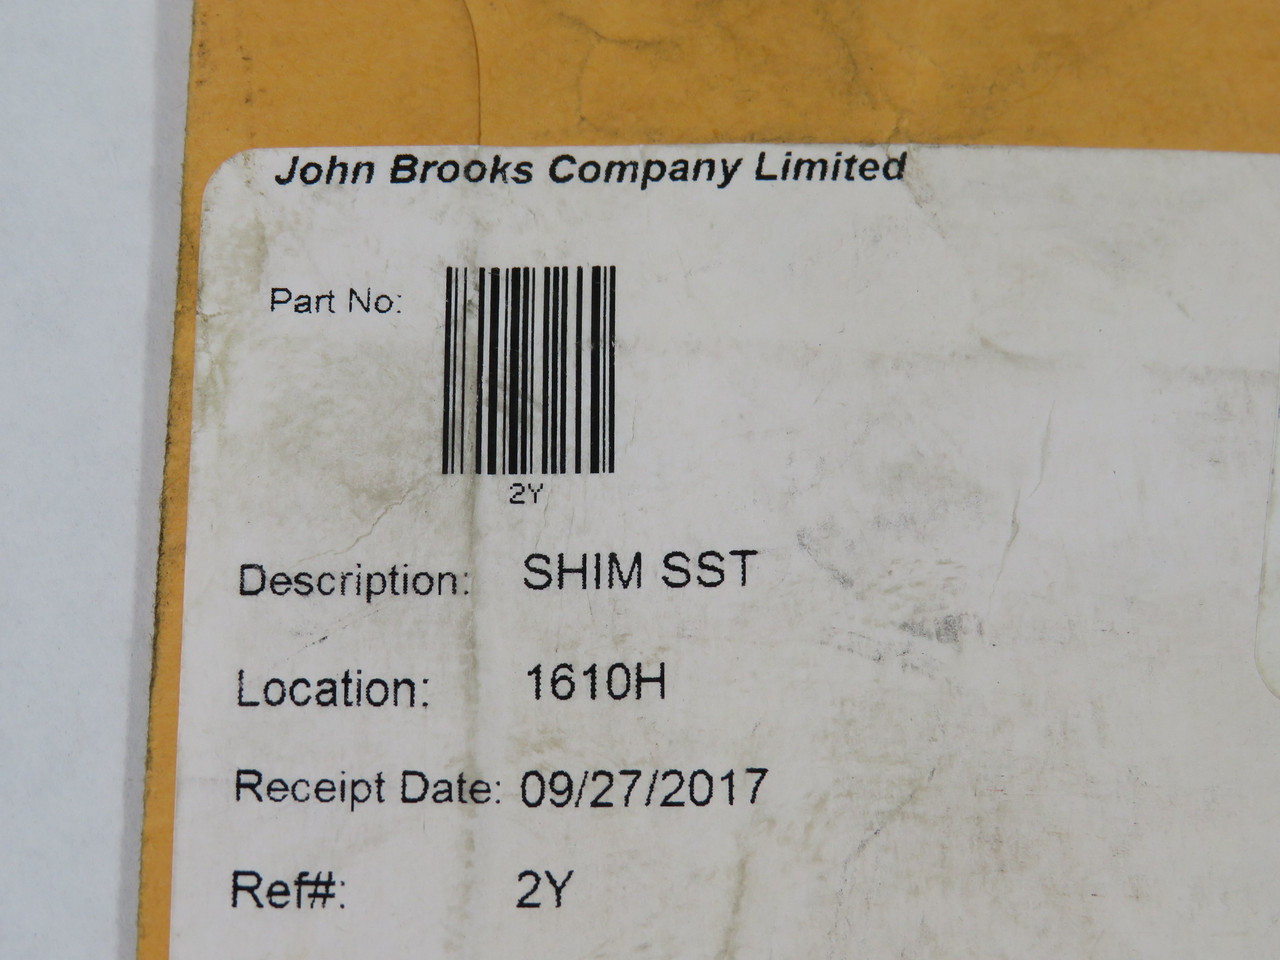 John Brooks Company Limited
Part No:
2Y
Description: SHIM SST
Location: 1610H
Receipt Date: 09/27/2017
Ref#: 2Y